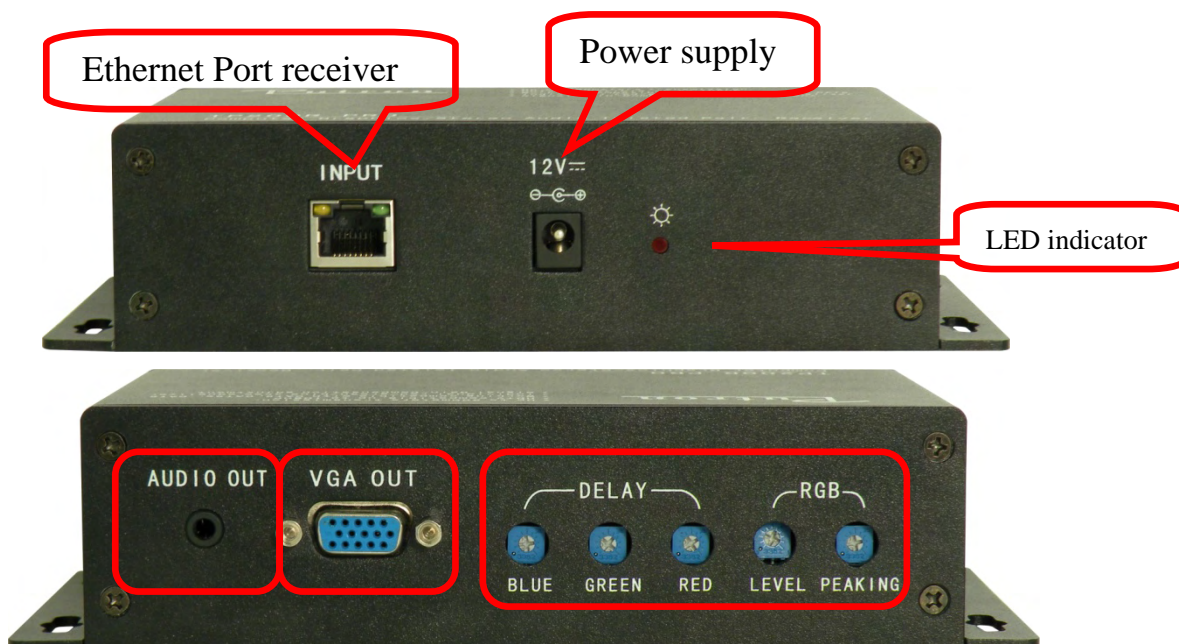 Ethernet Port receiver
Power supply
INPUT
12V
LED indicator
AUDIO OUT
VGA OUT
DELAY
RGB
BLUE GREEN RED LEVEL PEAKING